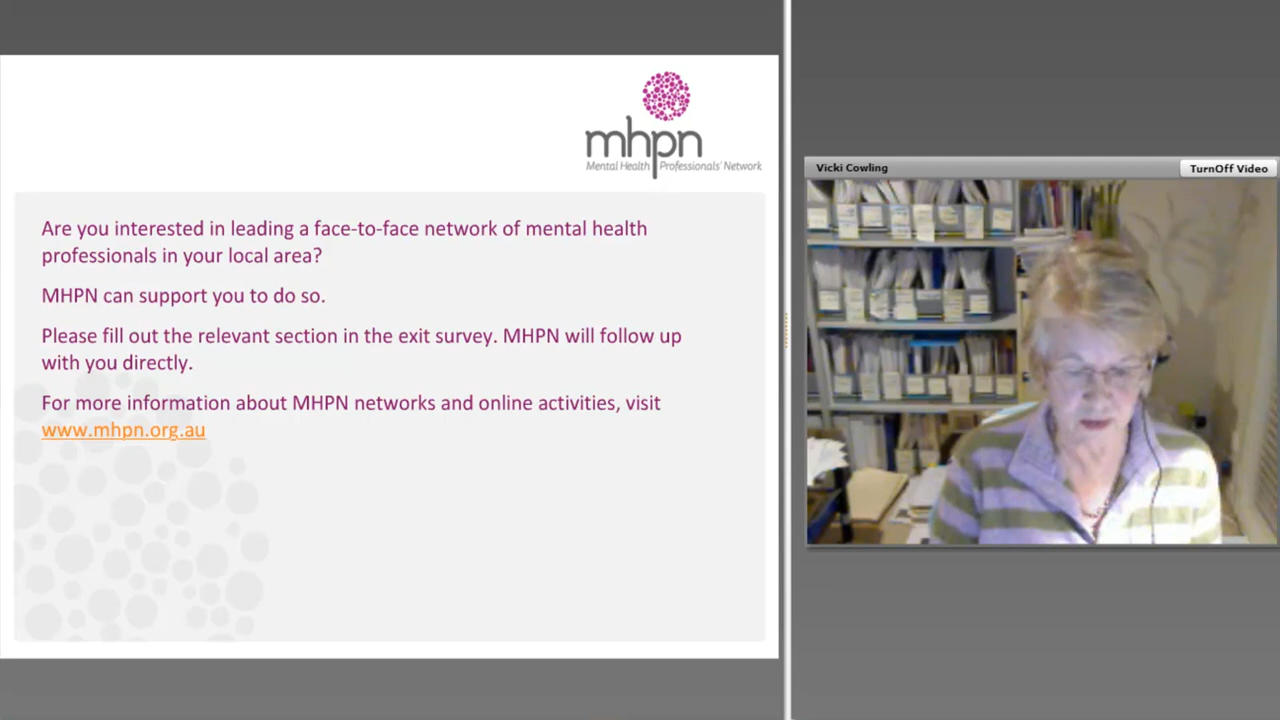 mhpn
Mental Health Professionals' Network
Are you interested in leading a face-to-face network of mental health
professionals in your local area?
MHPN can support you to do so.
Please fill out the relevant section in the exit survey. MHPN will follow up
with you directly.
For more information about MHPN networks and online activities, visit
www.mhpn.org.au
Vicki Cowling
TurnOff Video